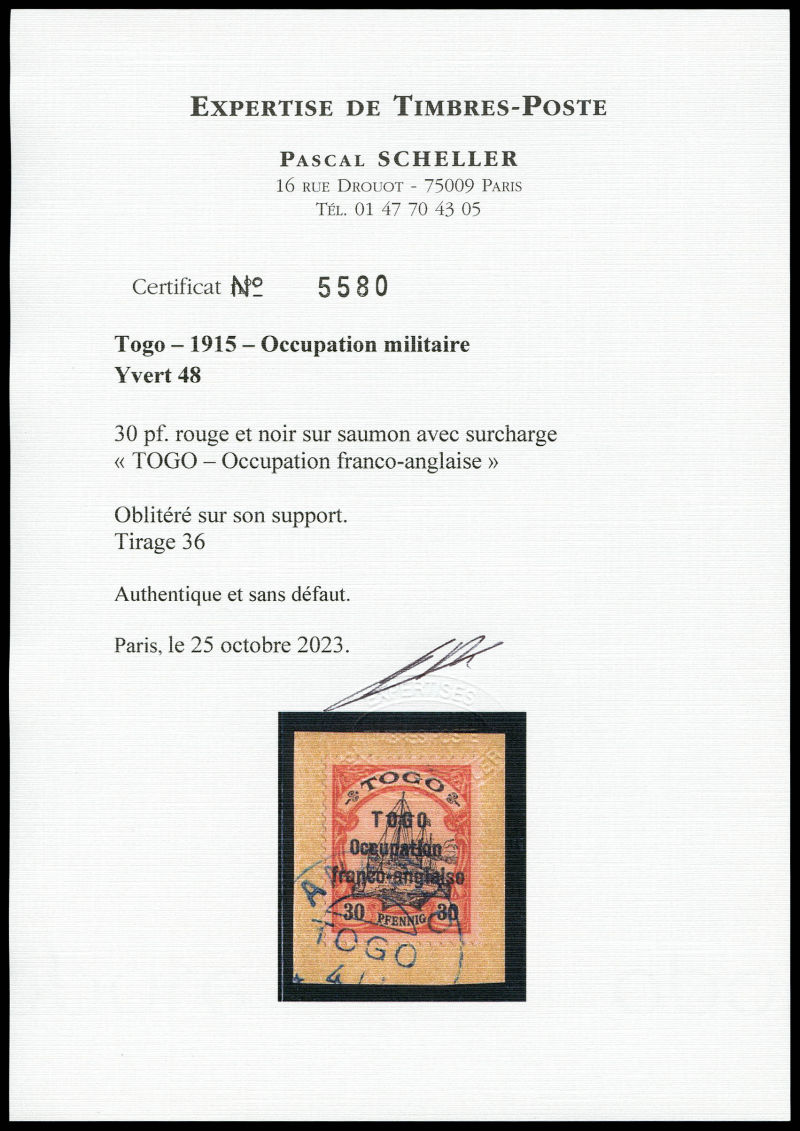 EXPERTISE DE TIMBRES-POSTE
PASCAL SCHELLER
16 RUE DROUOT - 75009 PARIS
TÉL. 01 47 70 43 05
Certificat n° Nº 5580
Togo – 1915 – Occupation militaire
Yvert 48
30 pf. rouge et noir sur saumon avec surcharge
« TOGO – Occupation franco-anglaise »
Oblitéré sur son support.
Tirage 36
Authentique et sans défaut.
Paris, le 25 octobre 2023.
EXPERTISES
TOGO
TOGO
Occupation
franco-anglaise
30 PFENNIG 30
TOGO